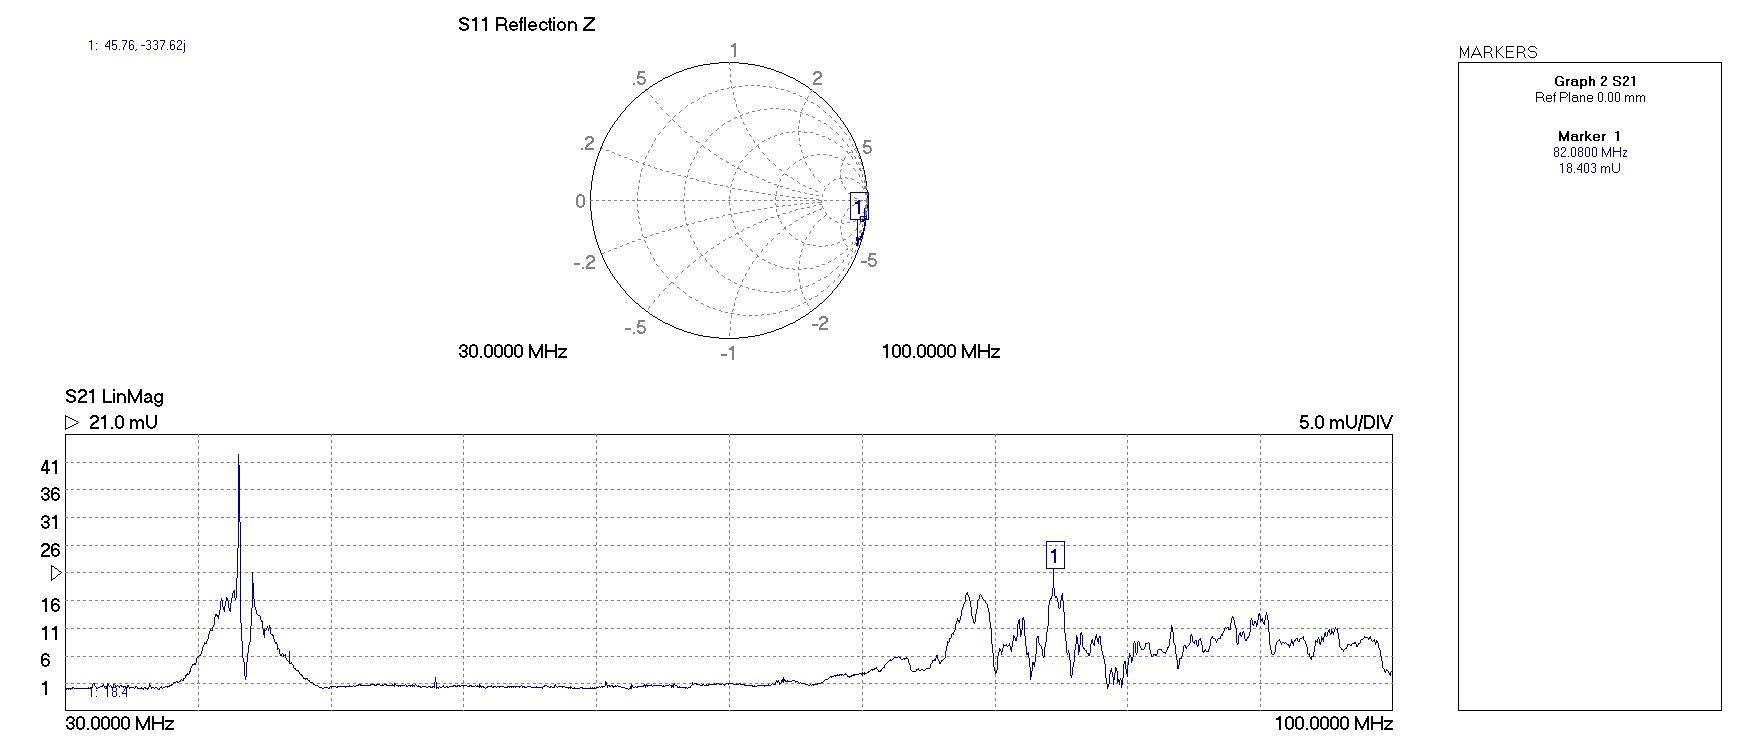 S11 Reflection Z
1: 45.76, -337.62j
1
.5
2
.2
5
0
1
-.2
-5
-.5
-2
-1
30.0000 MHz
100.0000 MHz
MARKERS
Graph 2 S21
Ref Plane 0.00 mm
Marker 1
82.0800 MHz
18.403 mU
S21 LinMag
21.0 mU
5.0 mU/DIV
41
36
31
26
1
16
11
6
1
1: 18.4
30.0000 MHz
100.0000 MHz